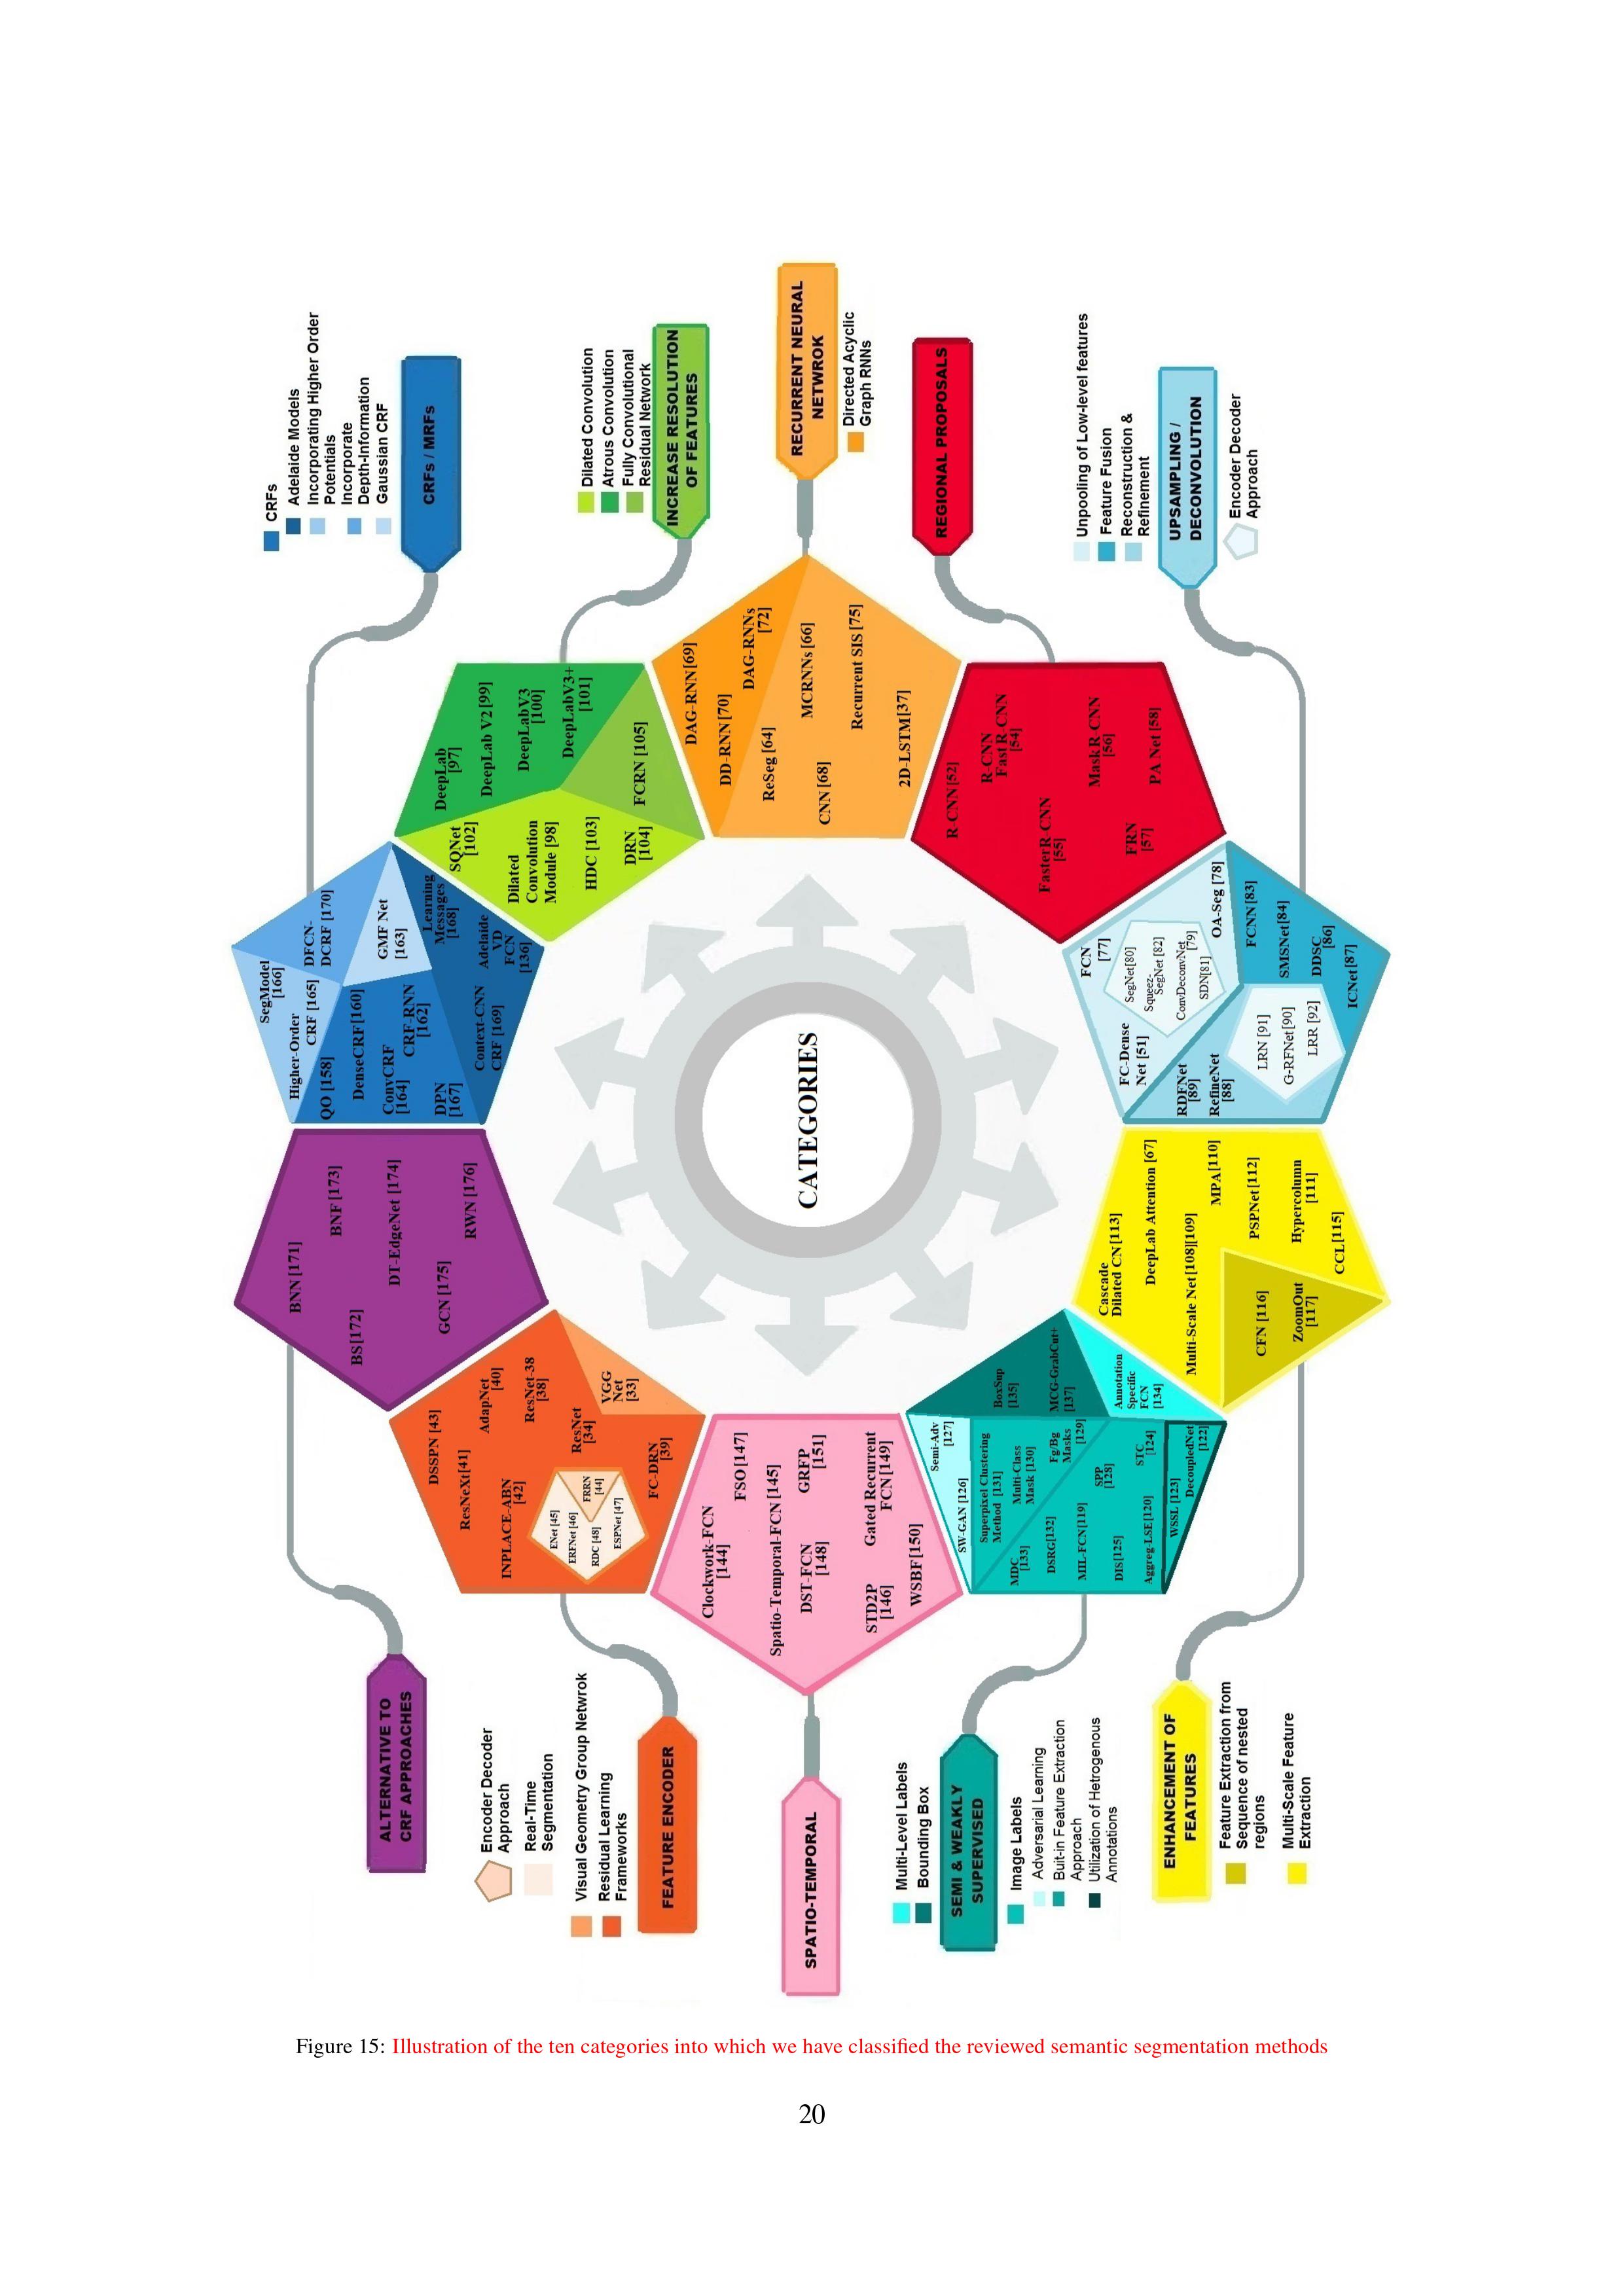 CRFs
Adelaide Models
Incorporating Higher Order
Potentials
Incorporate
Depth-Information
Gaussian CRF
CRFs / MRFs
Dilated Convolution
Atrous Convolution
Fully Convolutional
Residual Network
INCREASE RESOLUTION
OF FEATURES
RECURRENT NEURAL
NETWROK
Directed Acyclic
Graph RNNs
REGIONAL PROPOSALS
Unpooling of Low-level features
Feature Fusion
Reconstruction &
Refinement
UPSAMPLING /
DECONVOLUTION
Encoder Decoder
Approach
SegModel
[166]
Higher-Order
CRF [165]
DFCN-
DCRF [170]
QO [158]
DenseCRF[160]
ConvCRF
[164]
CRF-RNN
[162]
DPN
[167]
GMF Net
[163]
Learning
Messages
[168]
Adelaide
VD
FCN
[136]
Context-CNN
CRF [169]
DeepLab
[97]
DeepLab V2[99]
DeepLabV3
[100]
DeepLabV3+
[101]
SQNet
[102]
Dilated
Convolution
Module [98]
HDC [103]
DRN
[104]
FCRN [105]
DAG-RNN[69]
DD-RNN[70]
DAG-RNNs
[72]
ReSeg[64]
MCRNNs[66]
CNN [68]
Recurrent SIS [75]
2D-LSTM[37]
R-CNN[52]
R-CNN
Fast R-CNN
[54]
FasterR-CNN
[55]
MaskR-CNN
[56]
FRN
[57]
PA Net [58]
FCN
[77]
SegNet[80]
Squeez-
SegNet [82]
ConvDeconvNet
[79]
SDN[81]
OA-Seg [78]
FC-Dense
Net [51]
FCNN[83]
SMSNet[84]
DDSC
[86]
ICNet[87]
RDFNet
[89]
RefineNet
[88]
LRN [91]
G-RFNet[90]
LRR [92]
CATEGORIES
BNN [171]
BNF [173]
BS[172]
DT-EdgeNet [174]
GCN [175]
RWN [176]
DSSPN [43]
ResNeXt[41]
AdapNet
[40]
INPLACE-ABN
[42]
ResNet-38
[38]
ResNet
[34]
VGG
Net
[33]
FC-DRN
[39]
ENet [45]
ERFNet [46]
FRRN
[44]
RDC [48]
ESPNet [47]
Clockwork-FCN
[144]
FSO[147]
Spatio-Temporal-FCN [145]
DST-FCN
[148]
GRFP
[151]
STD2P
[146]
Gated Recurrent
FCN [149]
WSBF[150]
Semi-Adv
[127]
SW-GAN [126]
BoxSup
[135]
MCG-GrabCut+
[137]
Annotation
Specific
FCN
[134]
Superpixel Clustering
Method [131]
Multi-Class
Mask [130]
Fg/Bg
Masks
[129]
MDC
[133]
DSRG[132]
MIL-FCN[119]
SPP
[128]
DIS[125]
STC
[124]
Aggreg-LSE[120]
WSSL [123]
DecoupledNet
[122]
Cascade
Dilated CN [113]
DeepLab Attention [67]
Multi-Scale Net[108][109]
MPA[110]
PSPNet[112]
Hypercolumn
[111]
CCL[115]
CFN [116]
ZoomOut
[117]
ALTERNATIVE TO
CRF APPROACHES
Encoder Decoder
Approach
Real-Time
Segmentation
Visual Geometry Group Netwrok
Residual Learning
Frameworks
FEATURE ENCODER
SPATIO-TEMPORAL
Multi-Level Labels
Bounding Box
SEMI & WEAKLY
SUPERVISED
Image Labels
Adversarial Learning
Buit-in Feature Extraction
Approach
Utilization of Hetrogenous
Annotations
ENHANCEMENT OF
FEATURES
Feature Extraction from
Sequence of nested
regions
Multi-Scale Feature
Extraction
Figure 15: Illustration of the ten categories into which we have classified the reviewed semantic segmentation methods
20